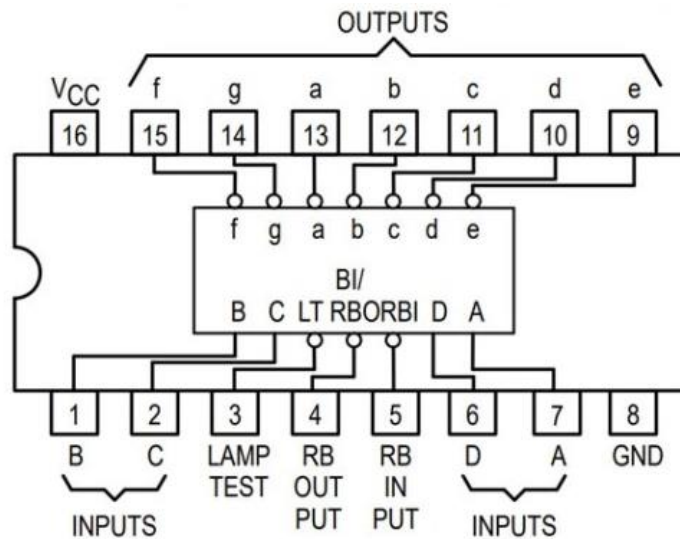 OUTPUTS
VCC f g a b c d e
16 15 14 13 12 11 10 9
f g a b c d e
BI/
B C LT RBO RBI D A
1 2 3 4 5 6 7 8
B C LAMP RB RB D A GND
TEST OUT IN
PUT PUT
INPUTS INPUTS